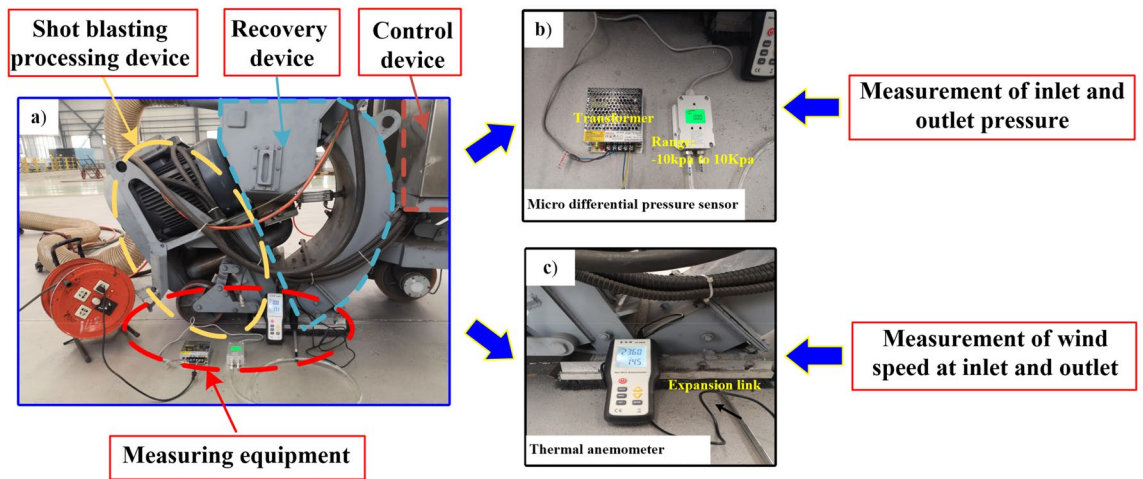 Shot blasting
processing device
Recovery
device
Control
device
a)
Measuring equipment
b)
Transformer
Range:
-10kpa to 10Kpa
Micro differential pressure sensor
Measurement of inlet and
outlet pressure
c)
Expansion link
Thermal anemometer
Measurement of wind
speed at inlet and outlet